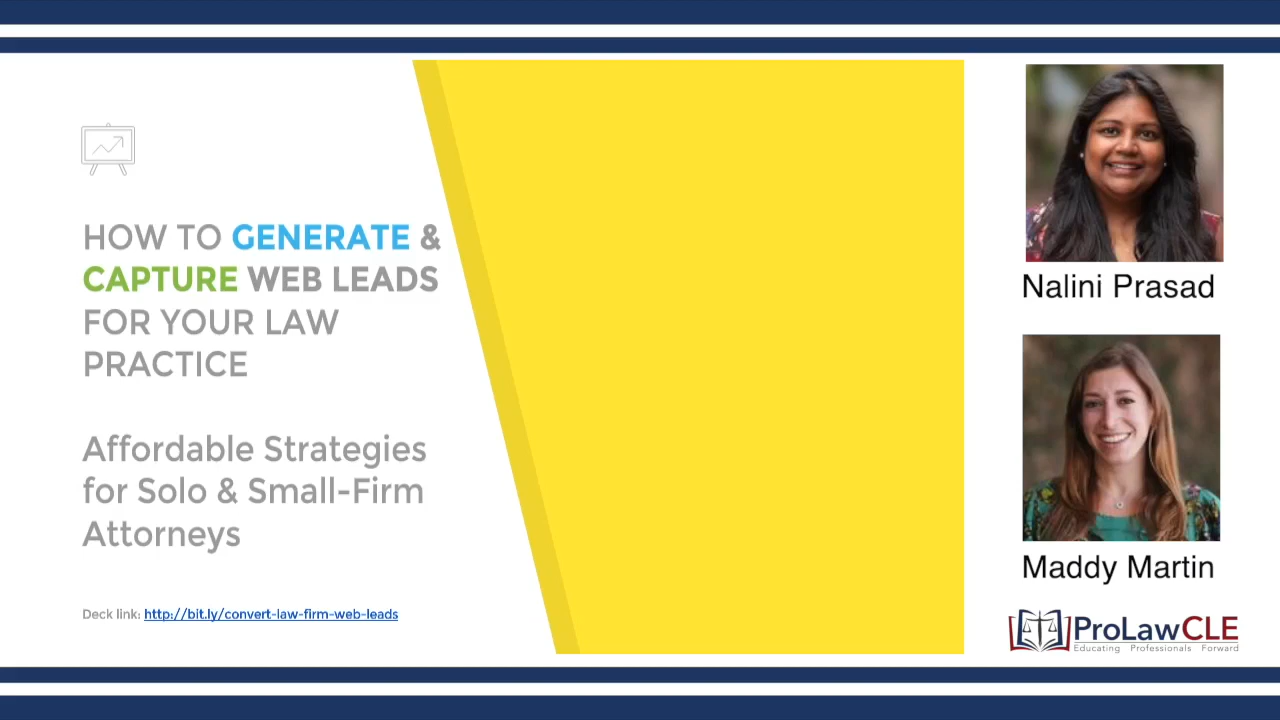 HOW TO GENERATE &
CAPTURE WEB LEADS
FOR YOUR LAW
PRACTICE
Affordable Strategies
for Solo & Small-Firm
Attorneys
Deck link: http://bit.ly/convert-law-firm-web-leads
Nalini Prasad
Maddy Martin
ProLawCLE
Educating Professionals Forward